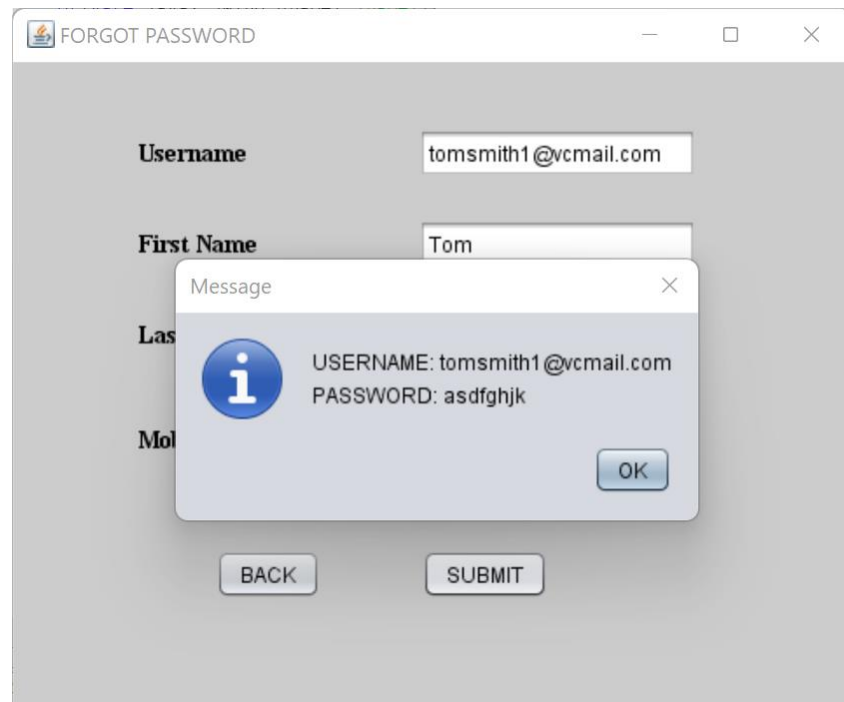 FORGOT PASSWORD
Username
tomsmith1@vcmail.com
First Name
Tom
Message
USERNAME: tomsmith1@vcmail.com
PASSWORD: asdfghjk
OK
BACK
SUBMIT